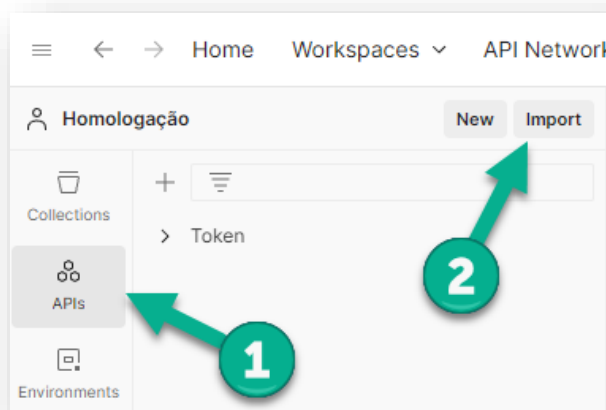 Home Workspaces API Network
Homologação New Import
Collections
Token
APIs
2
1
Environments